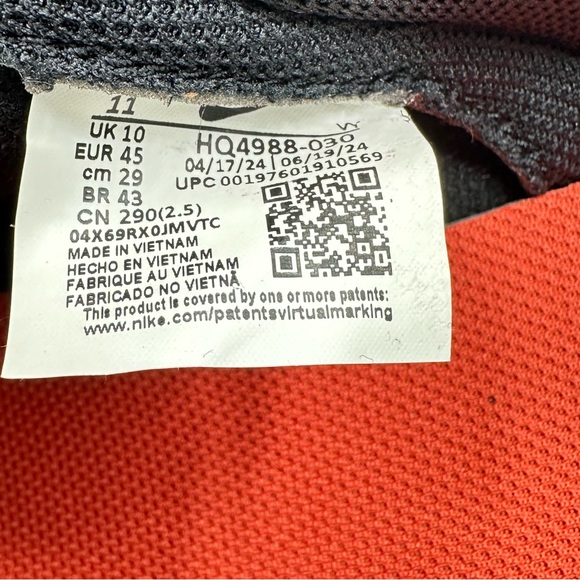 11
W
UK 10
HQ4988-030
EUR 45
04/17/24 | 06/19/24
cm 29
UPC 00197601910569
BR 43
CN 290(2.5)
04X69RX0JMVTC
MADE IN VIETNAM
HECHO EN VIETNAM
FABRIQUE AU VIETNAM
FABRICADO NO VIETNÃ
This product is covered by one or more patents:
www.nike.com/patentsvirtualmarking